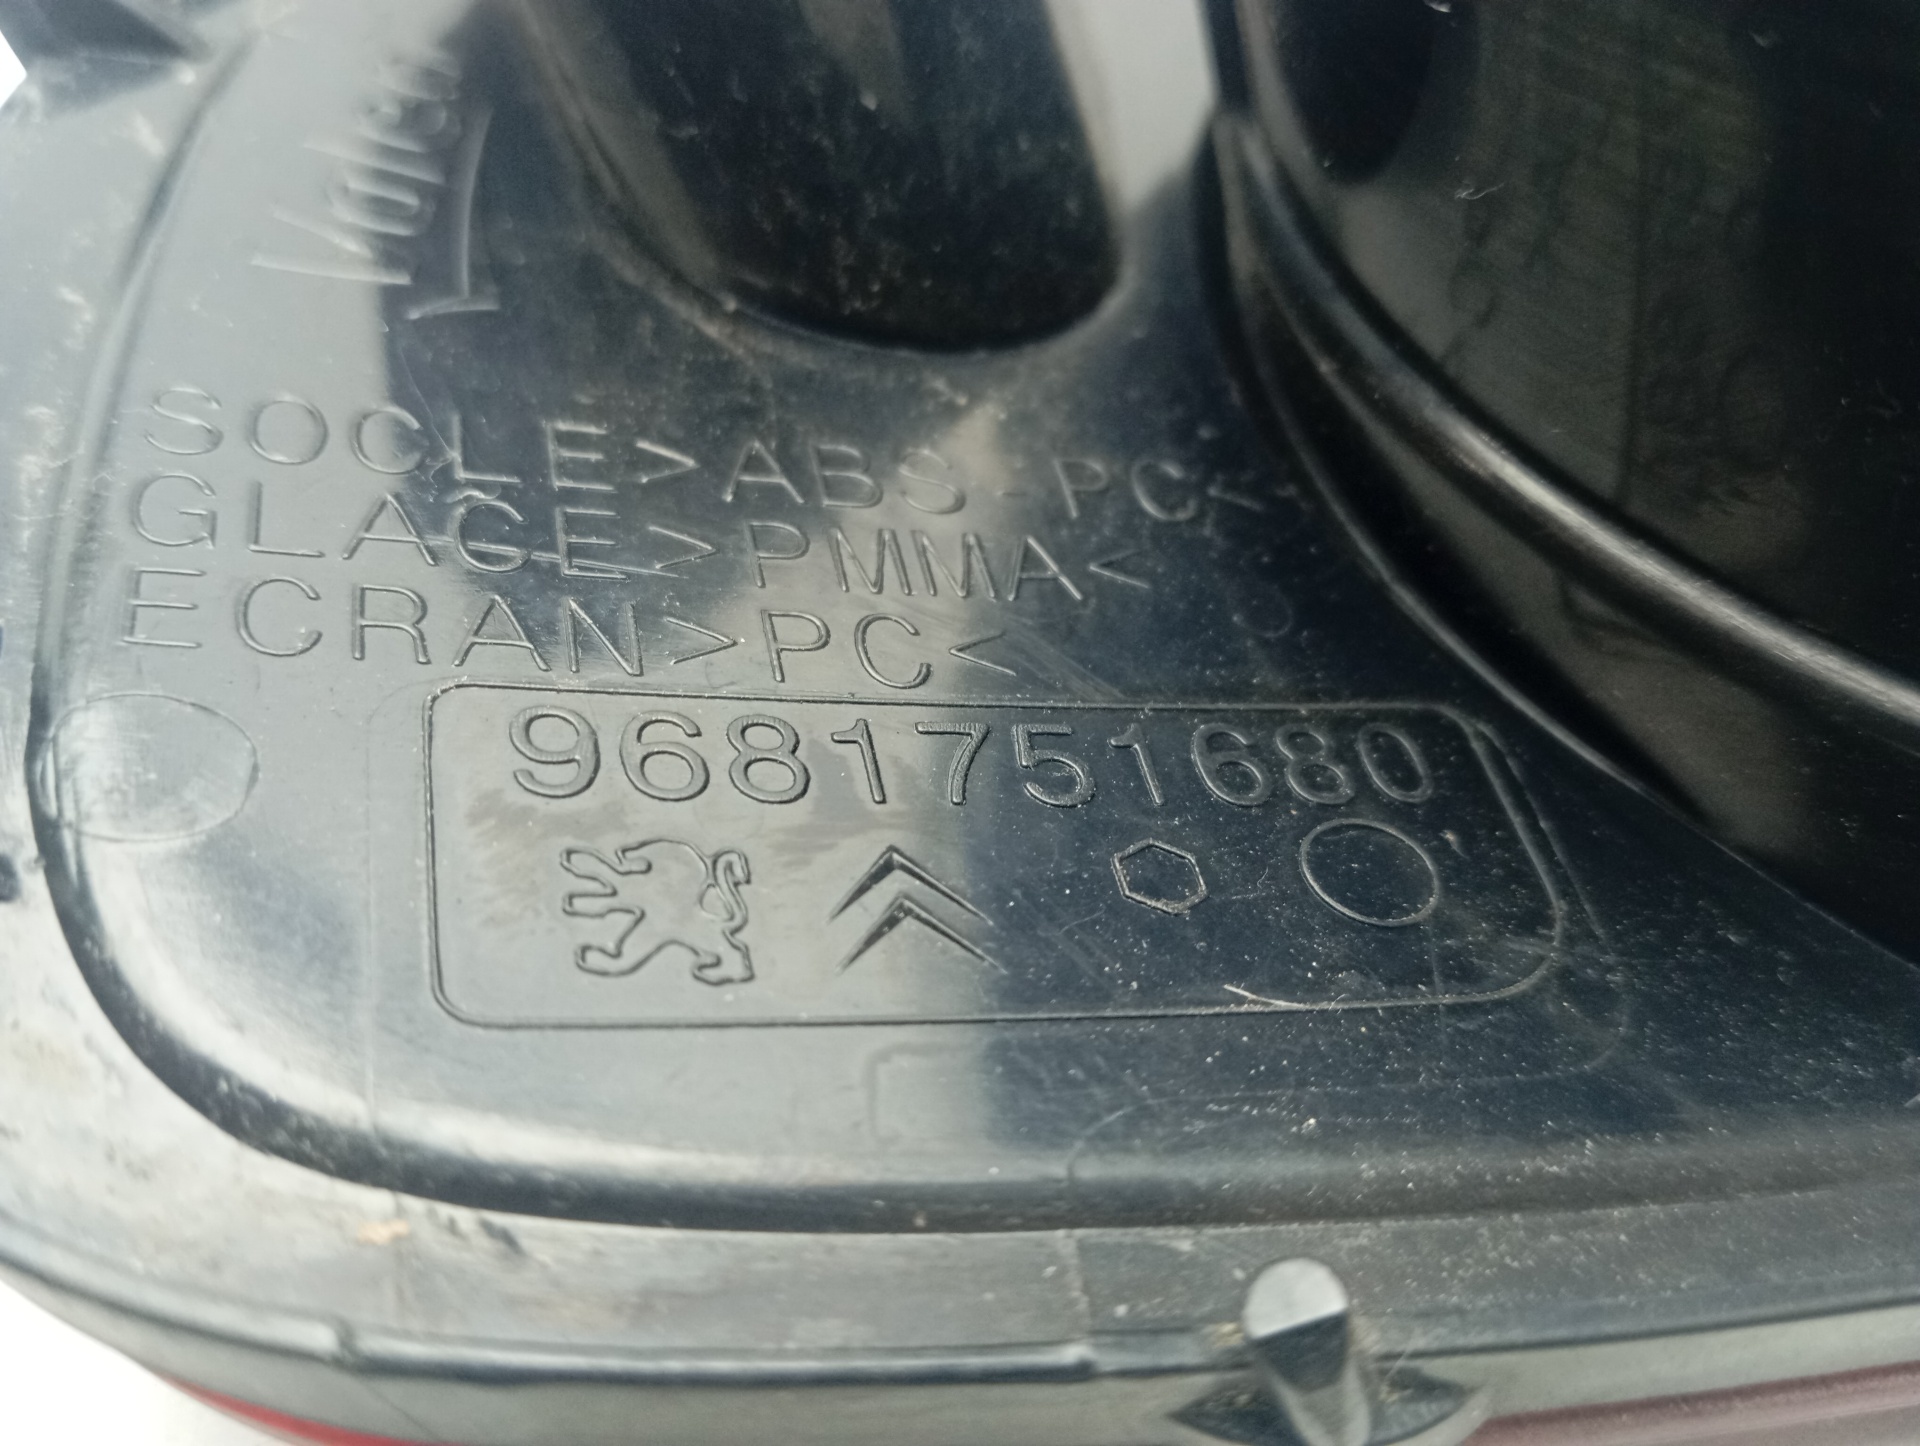 SOCLE>ABS-PC<
GLACE>PMMA<
ECRAN>PC<
9681751680